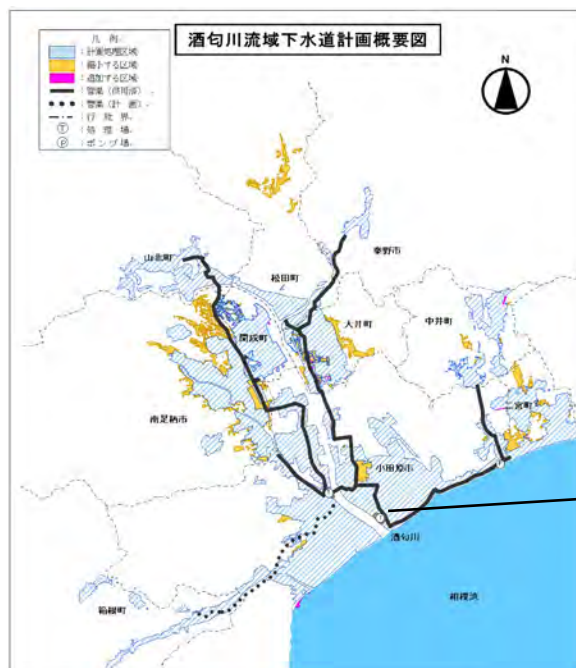 酒匂川流域下水道計画概要図
凡例
：計画処理区域
：縮小する区域
：追加する区域
：管渠（供用済）
：管渠（計画）
：行政界
Ⓣ：処理場
Ⓟ：ポンプ場
N
山北町
松田町
秦野市
開成町
大井町
中井町
南足柄市
二宮町
小田原市
酒匂川
箱根町
相模湾